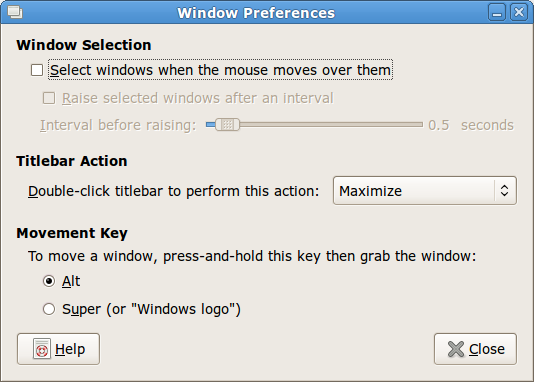 Window Preferences
Window Selection
Select windows when the mouse moves over them
Raise selected windows after an interval
Interval before raising: 0.5 seconds
Titlebar Action
Double-click titlebar to perform this action: Maximize
Movement Key
To move a window, press-and-hold this key then grab the window:
Alt
Super (or "Windows logo")
Help Close